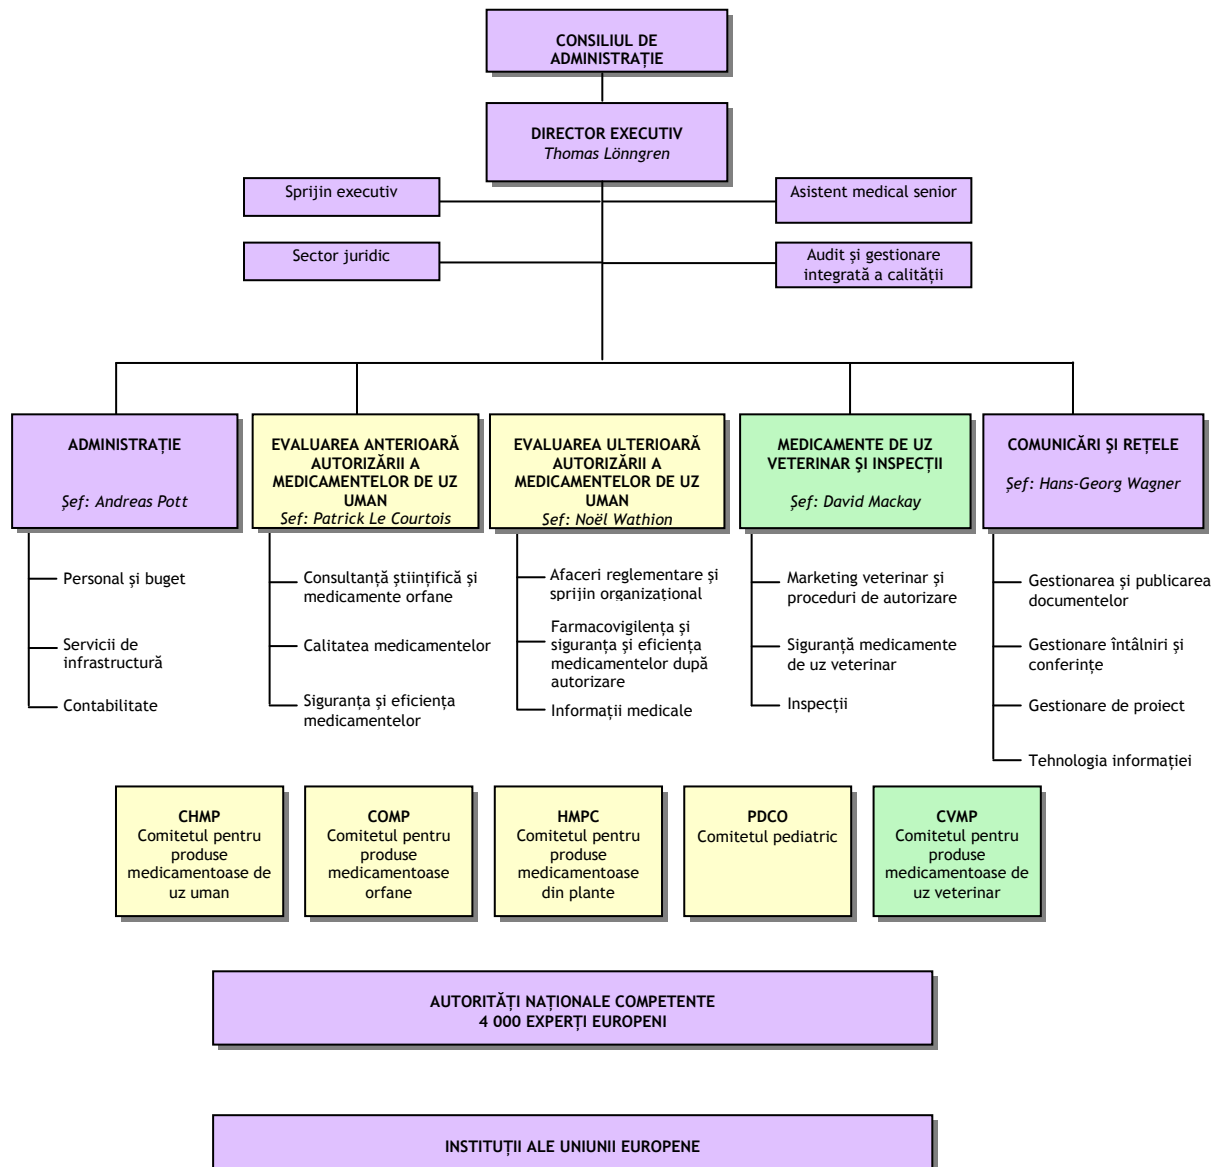 CONSILIUL DE
ADMINISTRAȚIE
DIRECTOR EXECUTIV
Thomas Lönngren
Sprijin executiv
Asistent medical senior
Sector juridic
Audit și gestionare
integrată a calității
ADMINISTRAȚIE
Șef: Andreas Pott
EVALUAREA ANTERIOARĂ
AUTORIZĂRII A
MEDICAMENTELOR DE UZ
UMAN
Șef: Patrick Le Courtois
EVALUAREA ULTERIOARĂ
AUTORIZĂRII A
MEDICAMENTELOR DE UZ
UMAN
Șef: Noël Wathion
MEDICAMENTE DE UZ
VETERINAR ȘI INSPECȚII
Șef: David Mackay
COMUNICĂRI ŞI REȚELE
Șef: Hans-Georg Wagner
Personal și buget
Servicii de
infrastructură
Contabilitate
Consultanță științifică și
medicamente orfane
Calitatea medicamentelor
Siguranța și eficiența
medicamentelor
Afaceri reglementare și
sprijin organizațional
Farmacovigilența și
siguranța și eficiența
medicamentelor după
autorizare
Informații medicale
Marketing veterinar și
proceduri de autorizare
Siguranță medicamente
de uz veterinar
Inspecții
Gestionarea și publicarea
documentelor
Gestionare întâlniri și
conferințe
Gestionare de proiect
Tehnologia informației
CHMP
Comitetul pentru
produse
medicamentoase de
uz uman
COMP
Comitetul pentru
produse
medicamentoase
orfane
HMPC
Comitetul pentru
produse
medicamentoase
din plante
PDCO
Comitetul pediatric
CVMP
Comitetul pentru
produse
medicamentoase de
uz veterinar
AUTORITĂȚI NAȚIONALE COMPETENTE
4 000 EXPERȚI EUROPENI
INSTITUȚII ALE UNIUNII EUROPENE